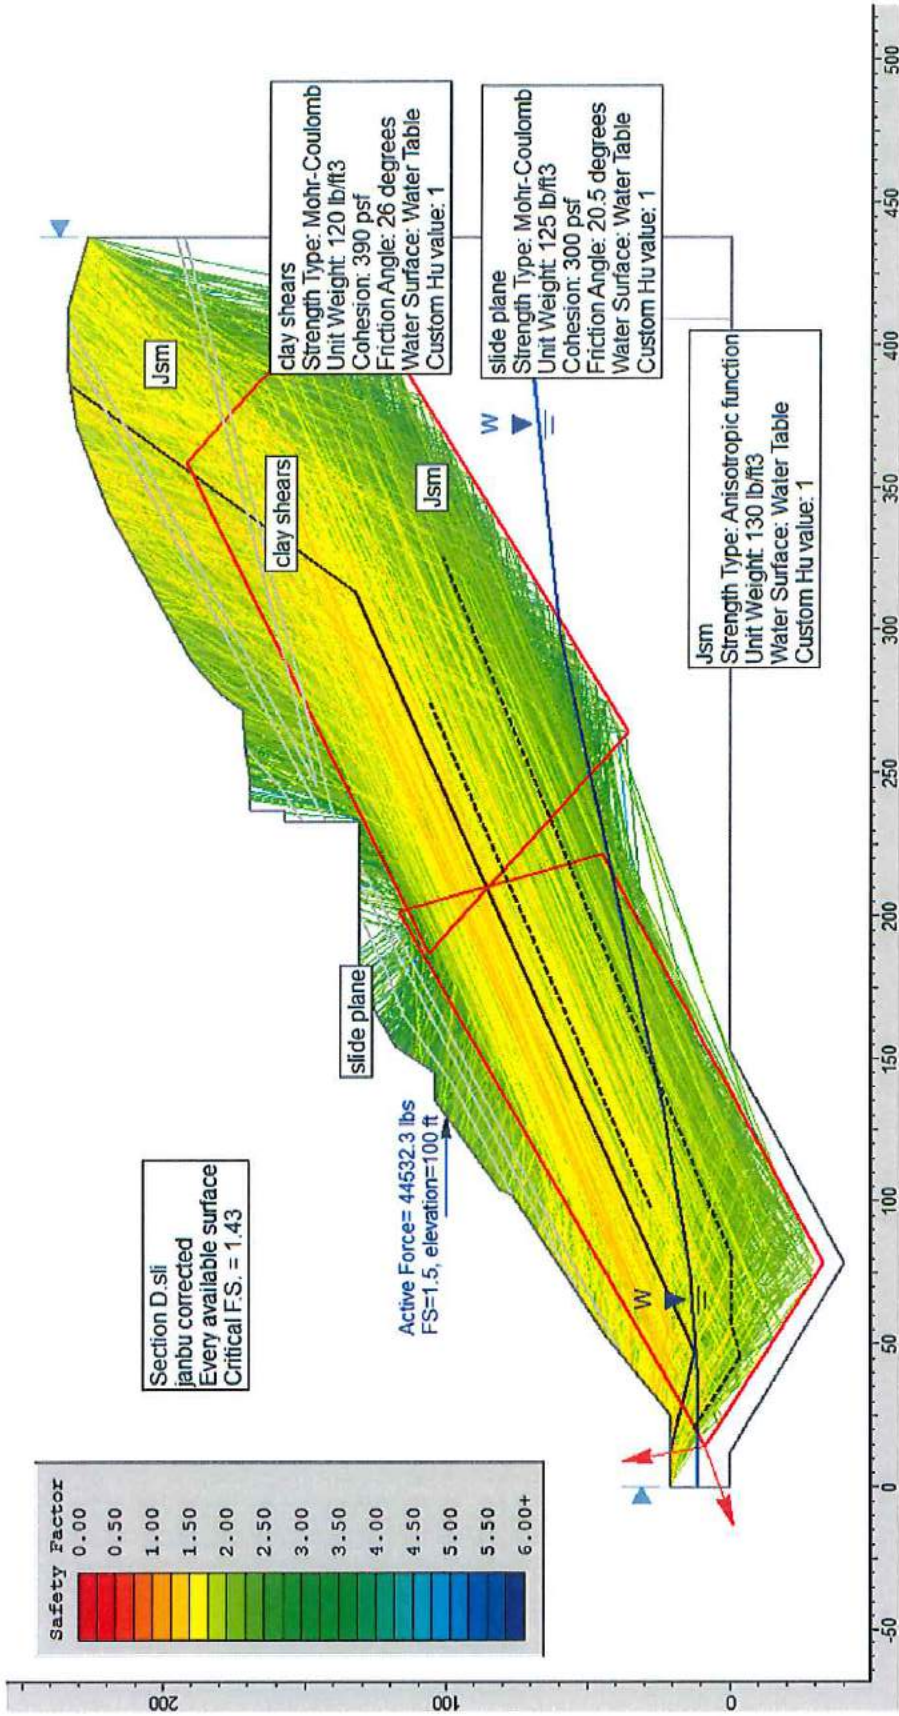 Safety Factor
0.00
0.50
1.00
1.50
2.00
2.50
3.00
3.50
4.00
4.50
5.00
5.50
6.00+
Section D.sli
janbu corrected
Every available surface
Critical F.S. = 1.43
Active Force= 44532.3 lbs
FS=1.5, elevation=100 ft
slide plane
clay shears
Jsm
Jsm
W
W
clay shears
Strength Type: Mohr-Coulomb
Unit Weight: 120 lb/ft3
Cohesion: 390 psf
Friction Angle: 26 degrees
Water Surface: Water Table
Custom Hu value: 1
slide plane
Strength Type: Mohr-Coulomb
Unit Weight: 125 lb/ft3
Cohesion: 300 psf
Friction Angle: 20.5 degrees
Water Surface: Water Table
Custom Hu value: 1
Jsm
Strength Type: Anisotropic function
Unit Weight: 130 lb/ft3
Water Surface: Water Table
Custom Hu value: 1
200
100
0
-50
0
50
100
150
200
250
300
350
400
450
500